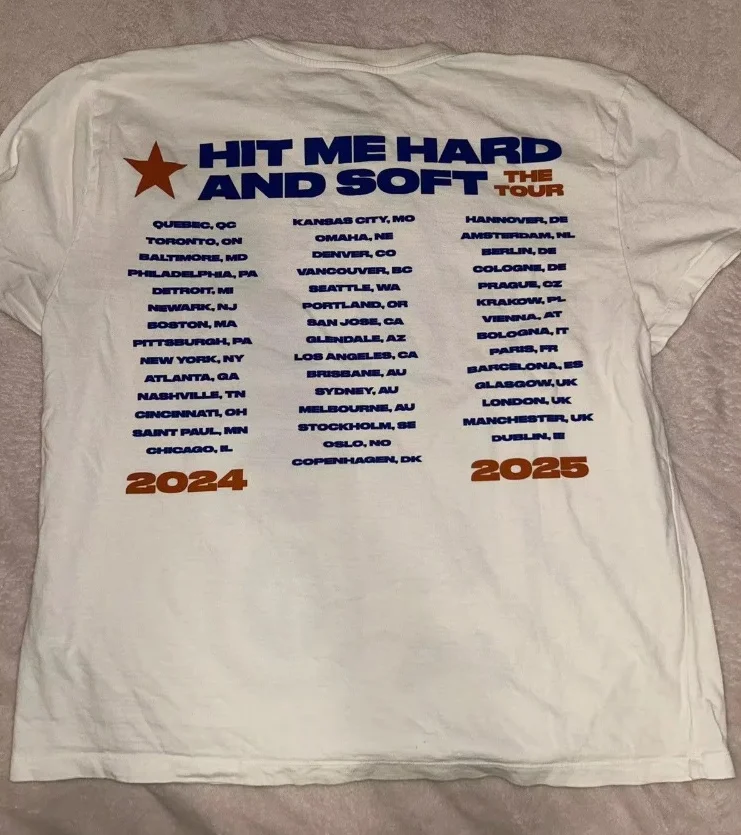 HIT ME HARD
AND SOFT THE TOUR
QUEBEC, QC
TORONTO, ON
BALTIMORE, MD
PHILADELPHIA, PA
DETROIT, MI
NEWARK, NJ
BOSTON, MA
PITTSBURGH, PA
NEW YORK, NY
ATLANTA, GA
NASHVILLE, TN
CINCINNATI, OH
SAINT PAUL, MN
CHICAGO, IL
2024
KANSAS CITY, MO
OMAHA, NE
DENVER, CO
VANCOUVER, BC
SEATTLE, WA
PORTLAND, OR
SAN JOSE, CA
GLENDALE, AZ
LOS ANGELES, CA
BRISBANE, AU
SYDNEY, AU
MELBOURNE, AU
STOCKHOLM, SE
OSLO, NO
COPENHAGEN, DK
HANNOVER, DE
AMSTERDAM, NL
BERLIN, DE
COLOGNE, DE
PRAGUE, CZ
KRAKOW, PL
VIENNA, AT
BOLOGNA, IT
PARIS, FR
BARCELONA, ES
GLASGOW, UK
LONDON, UK
MANCHESTER, UK
DUBLIN, IE
2025